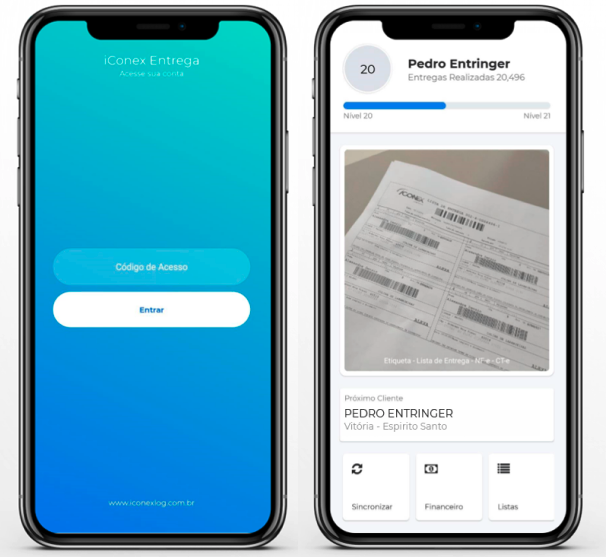 iConex Entrega
Acesse sua conta
Código de Acesso
Entrar
www.iconexlog.com.br
20
Pedro Entringer
Entregas Realizadas 20,496
Nível 20
Nível 21
ICONEX
Etiqueta - Lista de Entrega - NF-e - CT-e
Próximo Cliente
PEDRO ENTRINGER
Vitória - Espirito Santo
Sincronizar
Financeiro
Listas